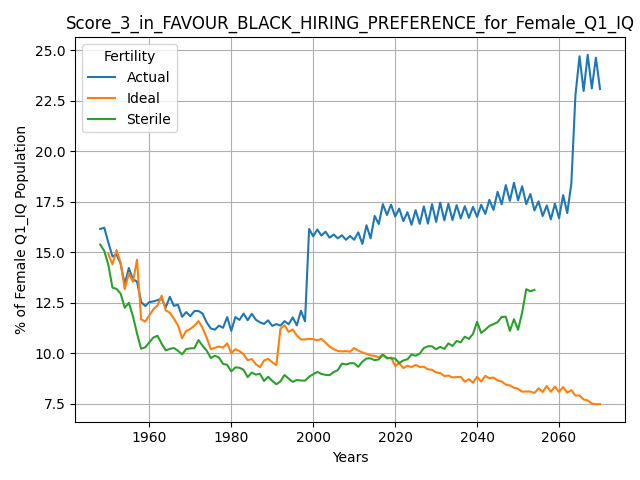 Score_3_in_FAVOUR_BLACK_HIRING_PREFERENCE_for_Female_Q1_IQ
Fertility
Actual
Ideal
Sterile
% of Female Q1_IQ Population
25.0
22.5
20.0
17.5
15.0
12.5
10.0
7.5
1960
1980
2000
2020
2040
2060
Years